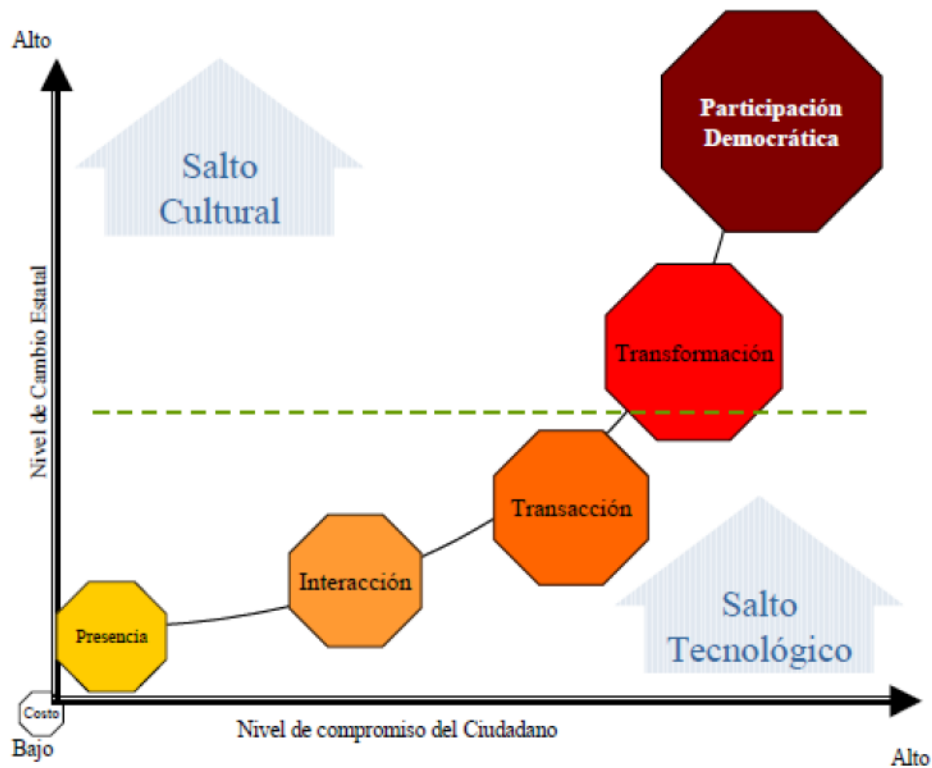 Alto
Participación
Democrática
Salto
Cultural
Nivel de Cambio Estatal
Transformación
Transacción
Interacción
Salto
Tecnológico
Presencia
Costo
Bajo
Nivel de compromiso del Ciudadano
Alto